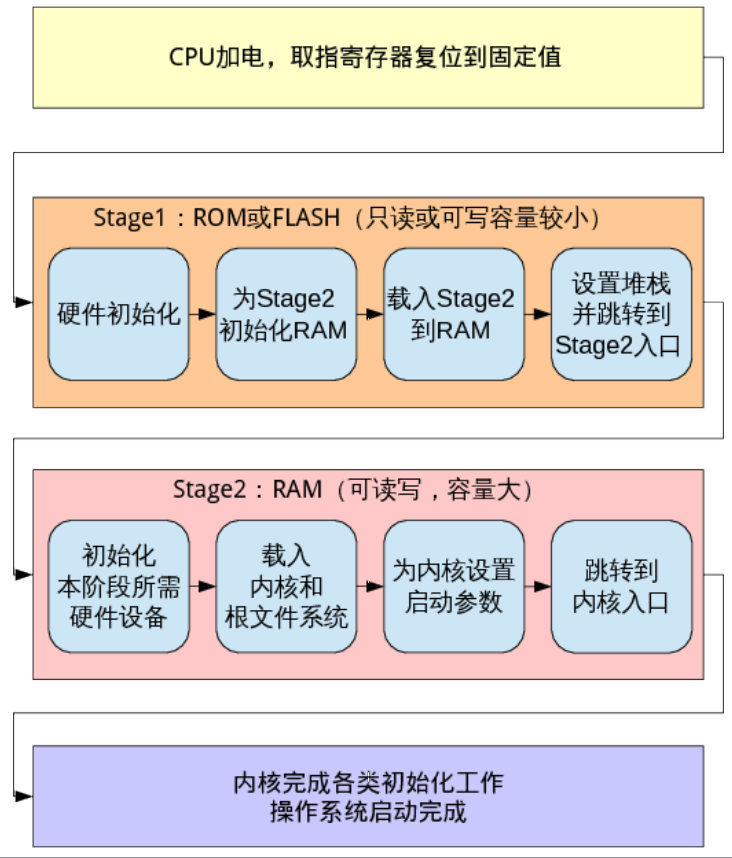 CPU加电，取指寄存器复位到固定值
Stage1：ROM或FLASH（只读或可写容量较小）
硬件初始化
为Stage2
初始化RAM
载入Stage2
到RAM
设置堆栈
并跳转到
Stage2入口
Stage2：RAM（可读写，容量大）
初始化
本阶段所需
硬件设备
载入
内核和
根文件系统
为内核设置
启动参数
跳转到
内核入口
内核完成各类初始化工作
操作系统启动完成